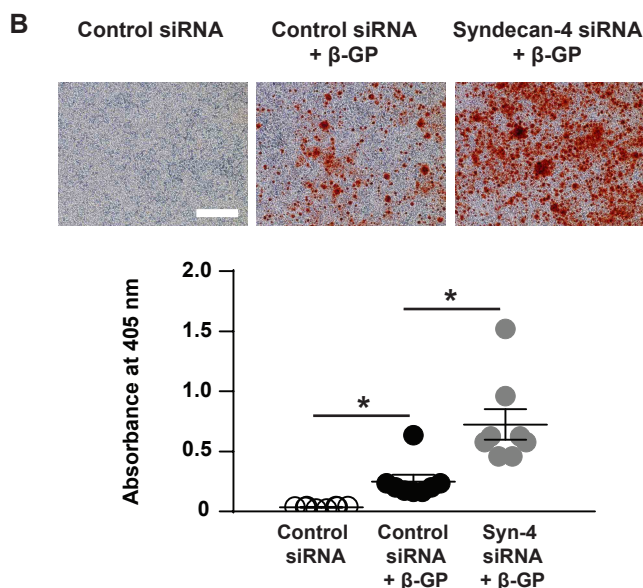 B
Control siRNA
Control siRNA
+ β-GP
Syndecan-4 siRNA
+ β-GP
Absorbance at 405 nm
2.0
1.5
1.0
0.5
0
*
*
Control
siRNA
Control
siRNA
+ β-GP
Syn-4
siRNA
+ β-GP